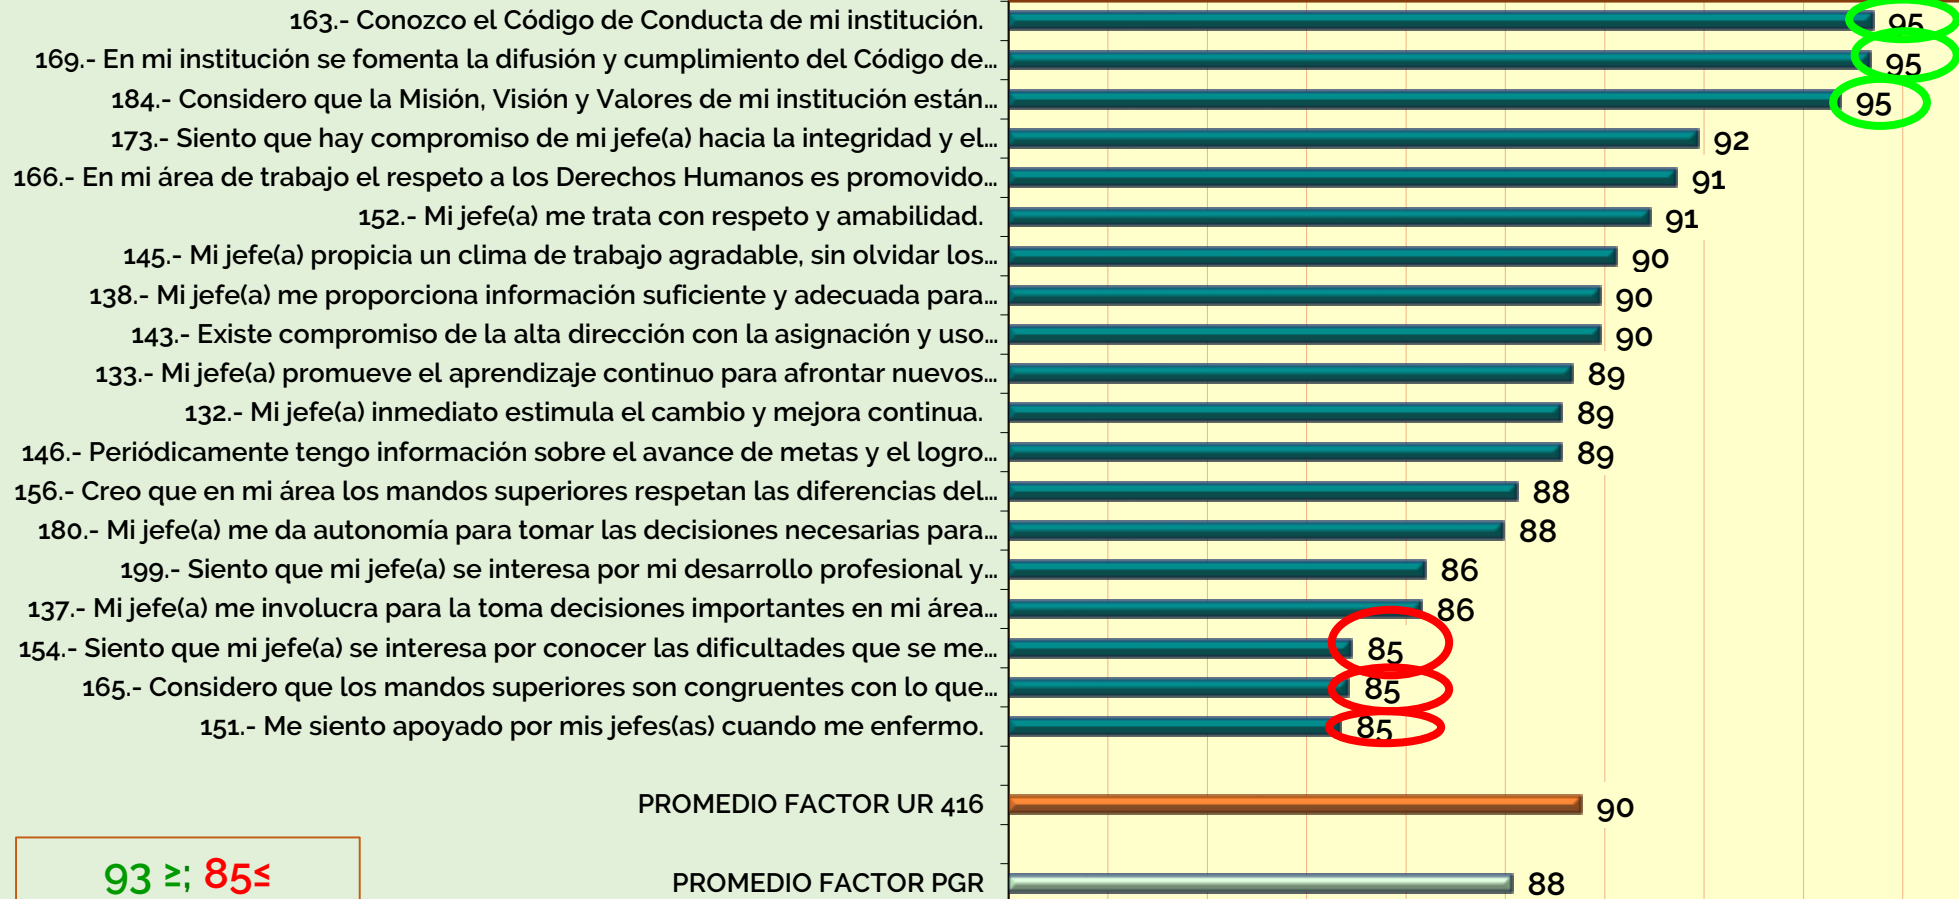 163.- Conozco el Código de Conducta de mi institución. 95
169.- En mi institución se fomenta la difusión y cumplimiento del Código de... 95
184.- Considero que la Misión, Visión y Valores de mi institución están... 95
173.- Siento que hay compromiso de mi jefe(a) hacia la integridad y el... 92
166.- En mi área de trabajo el respeto a los Derechos Humanos es promovido... 91
152.- Mi jefe(a) me trata con respeto y amabilidad. 91
145.- Mi jefe(a) propicia un clima de trabajo agradable, sin olvidar los... 90
138.- Mi jefe(a) me proporciona información suficiente y adecuada para... 90
143.- Existe compromiso de la alta dirección con la asignación y uso... 90
133.- Mi jefe(a) promueve el aprendizaje continuo para afrontar nuevos... 89
132.- Mi jefe(a) inmediato estimula el cambio y mejora continua. 89
146.- Periódicamente tengo información sobre el avance de metas y el logro... 89
156.- Creo que en mi área los mandos superiores respetan las diferencias del... 88
180.- Mi jefe(a) me da autonomía para tomar las decisiones necesarias para... 88
199.- Siento que mi jefe(a) se interesa por mi desarrollo profesional y... 86
137.- Mi jefe(a) me involucra para la toma decisiones importantes en mi área... 86
154.- Siento que mi jefe(a) se interesa por conocer las dificultades que se me... 85
165.- Considero que los mandos superiores son congruentes con lo que... 85
151.- Me siento apoyado por mis jefes(as) cuando me enfermo. 85
PROMEDIO FACTOR UR 416 90
93 ≥; 85≤
PROMEDIO FACTOR PGR 88